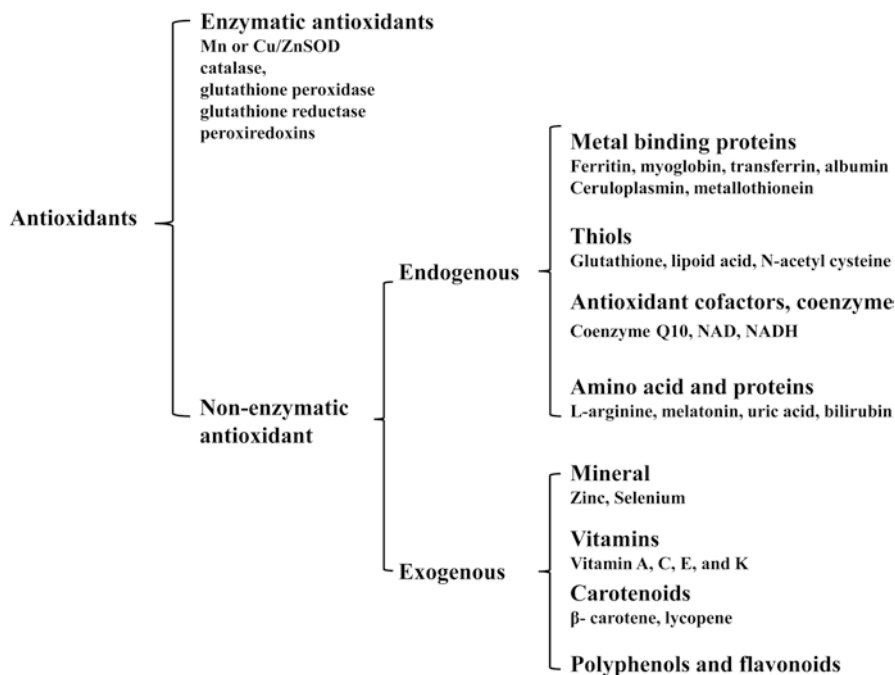 Enzymatic antioxidants
Mn or Cu/ZnSOD
catalase,
glutathione peroxidase
glutathione reductase
peroxiredoxins
Antioxidants
Non-enzymatic
antioxidant
Endogenous
Metal binding proteins
Ferritin, myoglobin, transferrin, albumin
Ceruloplasmin, metallothionein
Thiols
Glutathione, lipoid acid, N-acetyl cysteine
Antioxidant cofactors, coenzyme
Coenzyme Q10, NAD, NADH
Amino acid and proteins
L-arginine, melatonin, uric acid, bilirubin
Exogenous
Mineral
Zinc, Selenium
Vitamins
Vitamin A, C, E, and K
Carotenoids
β- carotene, lycopene
Polyphenols and flavonoids